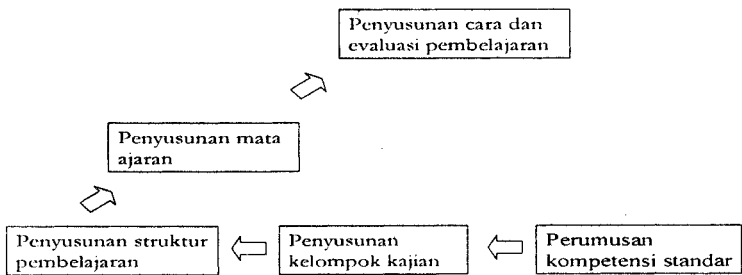 Penyusunan cara dan
evaluasi pembelajaran
Penyusunan mata
ajaran
Penyusunan struktur
pembelajaran
Penyusunan
kelompok kajian
Perumusan
kompetensi standar